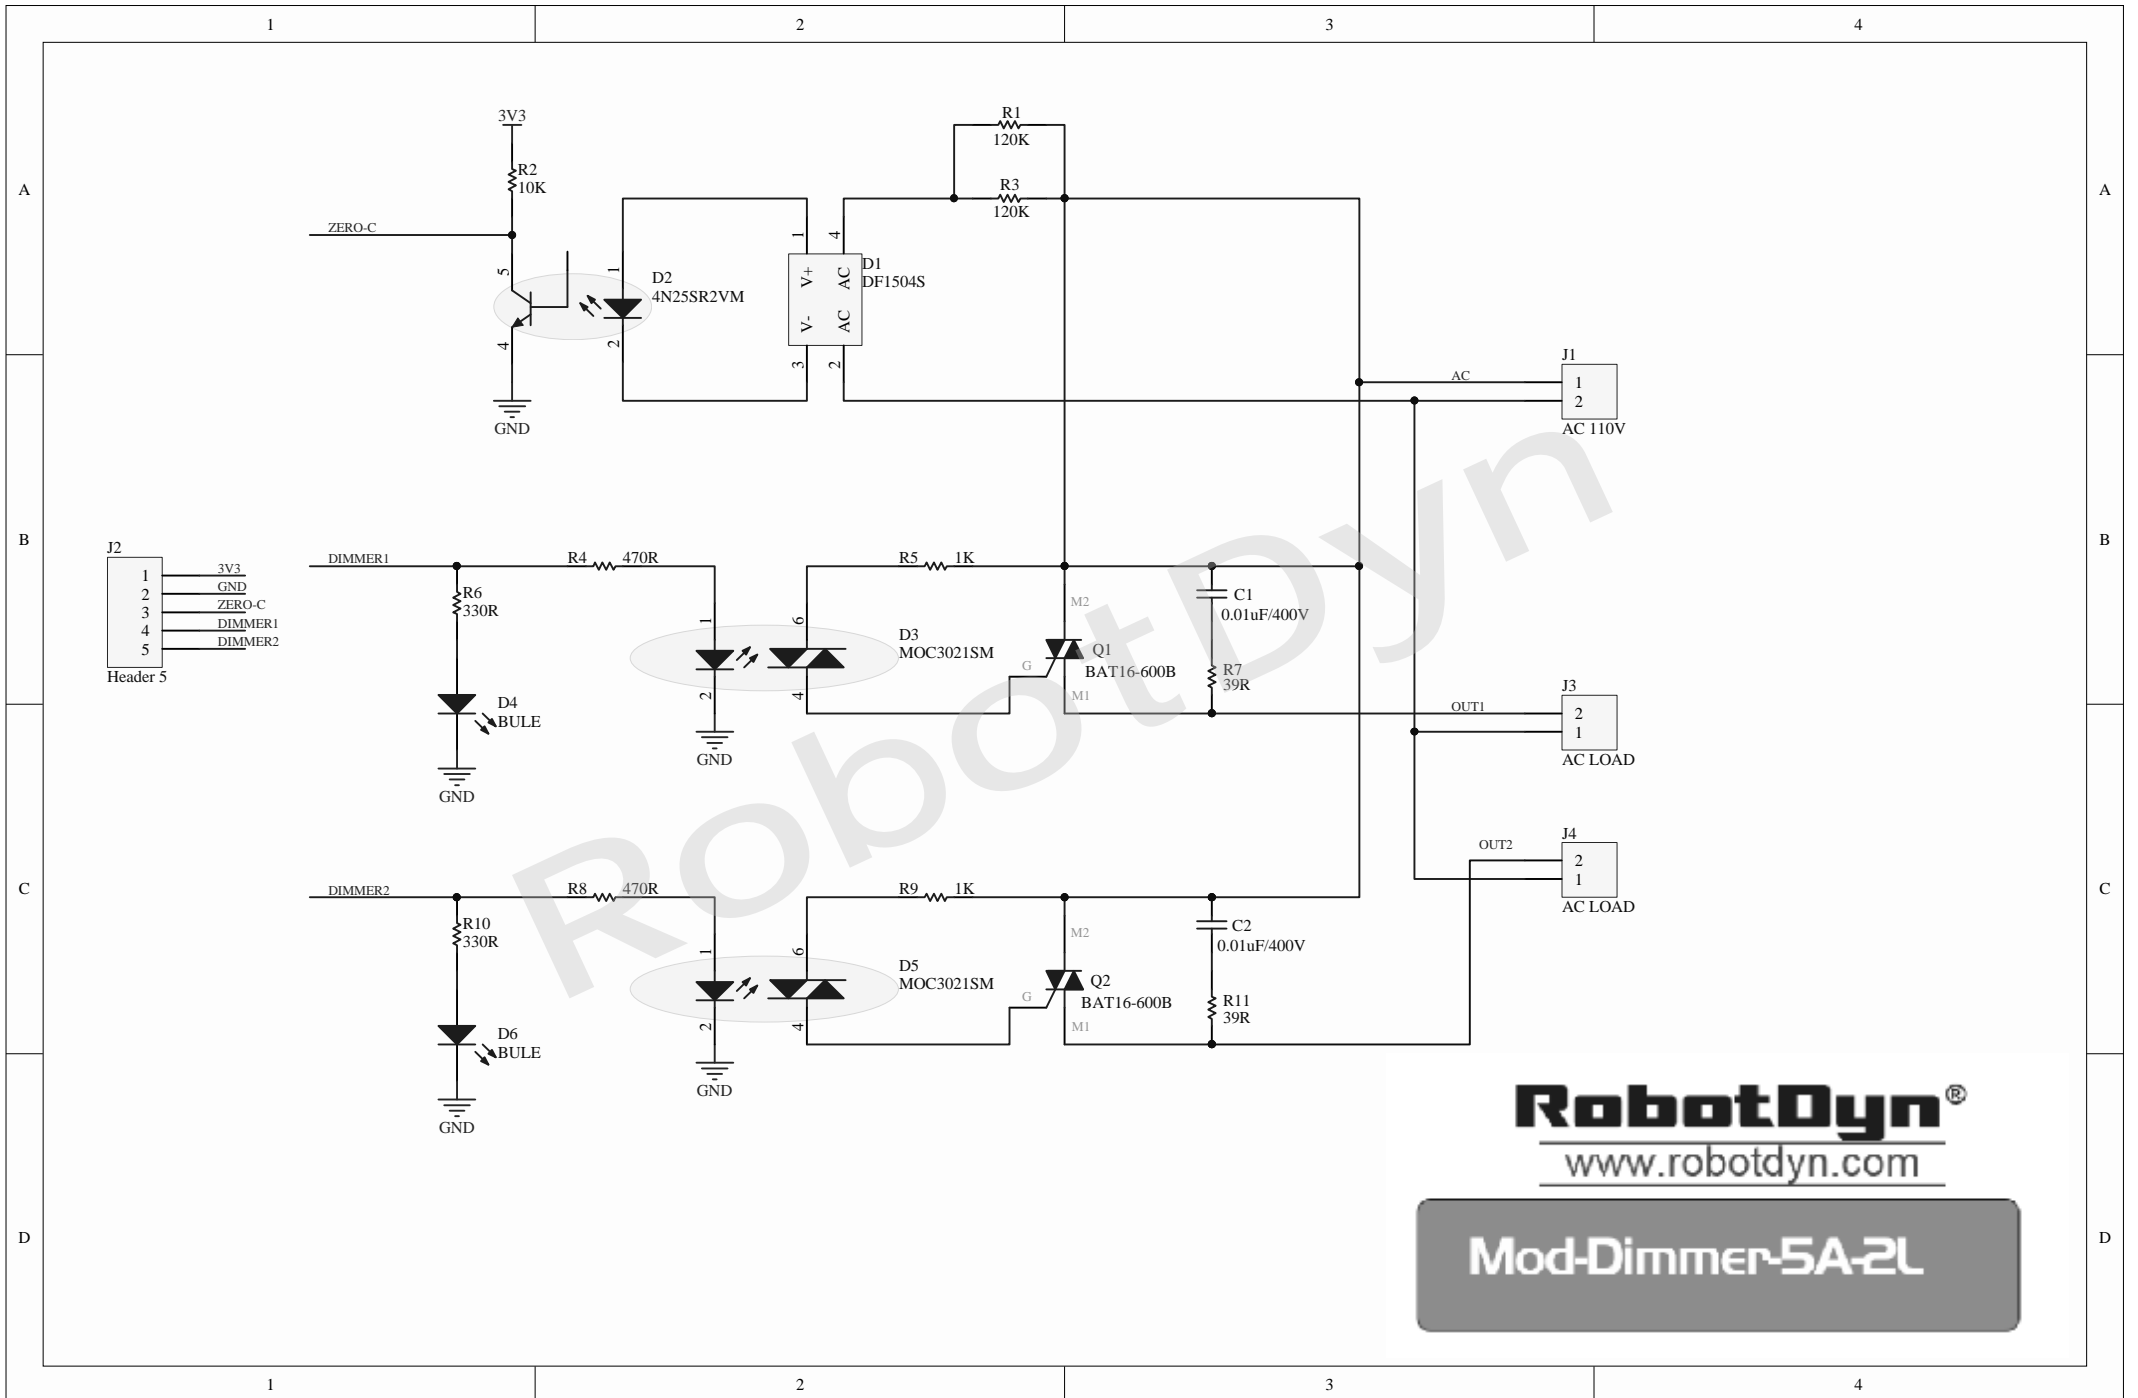 1 2 3 4
A A
B B
C C
D D
1 2 3 4
3V3
R2
10K
ZERO-C
5
4
GND
1
2
D2
4N25SR2VM
1 4
V+ AC
V- AC
3 2
D1
DF1504S
R1
120K
R3
120K
J1
AC 1
2
AC 110V
J2
1 3V3
2 GND
3 ZERO-C
4 DIMMER1
5 DIMMER2
Header 5
DIMMER1
R6
330R
D4
BULE
GND
R4 470R
1
2
GND
6
4
D3
MOC3021SM
R5 1K
M2
G
M1
Q1
BAT16-600B
C1
0.01uF/400V
R7
39R
J3
OUT1 2
1
AC LOAD
J4
OUT2 2
1
AC LOAD
DIMMER2
R10
330R
D6
BULE
GND
R8 470R
1
2
GND
6
4
D5
MOC3021SM
R9 1K
M2
G
M1
Q2
BAT16-600B
C2
0.01uF/400V
R11
39R
RobotDyn
RobotDyn®
www.robotdyn.com
Mod-Dimmer-5A-2L